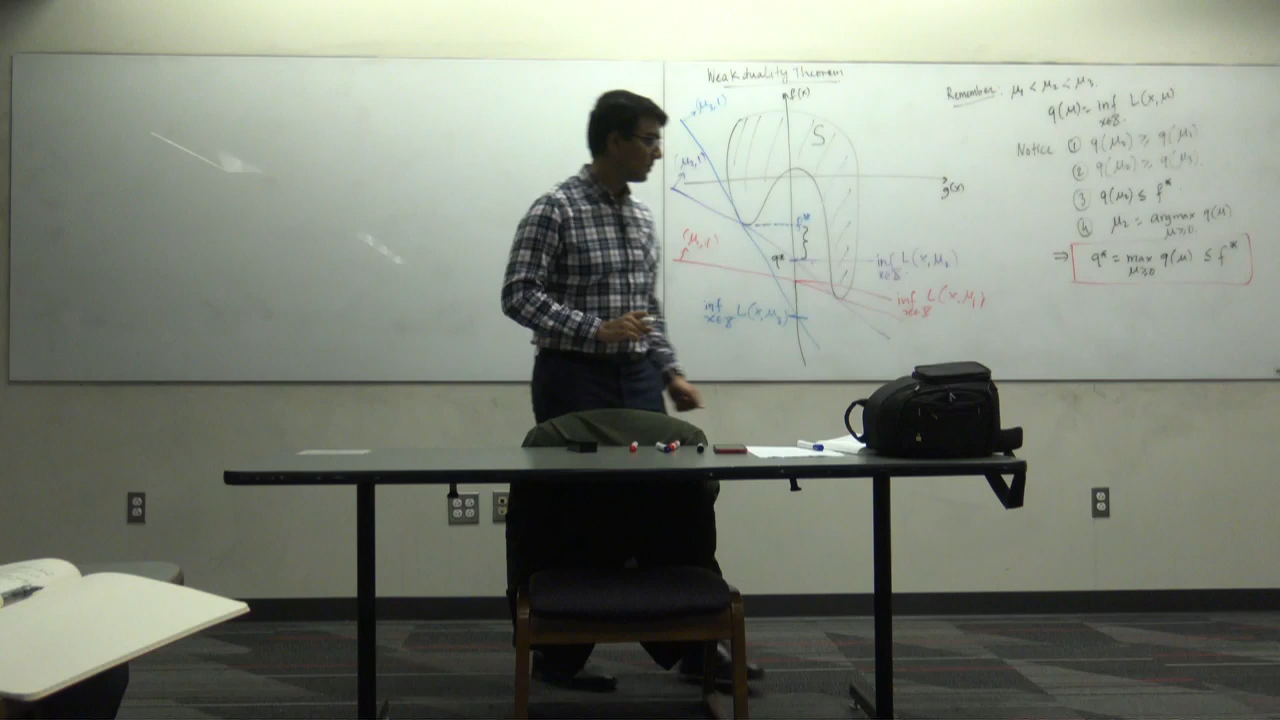 Weak duality Theorem
f(x)
(μ3,1)
S
(μ2,1)
g(x)
f*
(μ1,1)
q*
inf L(x,μ2)
x∈X
inf L(x,μ1)
x∈X
inf L(x,μ3)
x∈X
Remember: μ1 < μ2 < μ3.
q(μ) = inf L(x,μ)
x∈X
Notice ① q(μ2) ≥ q(μ1)
② q(μ2) ≥ q(μ3).
③ q(μ2) ≤ f*
④ μ2 = argmax q(μ)
μ≥0
⇒ q* = max q(μ) ≤ f*
μ≥0